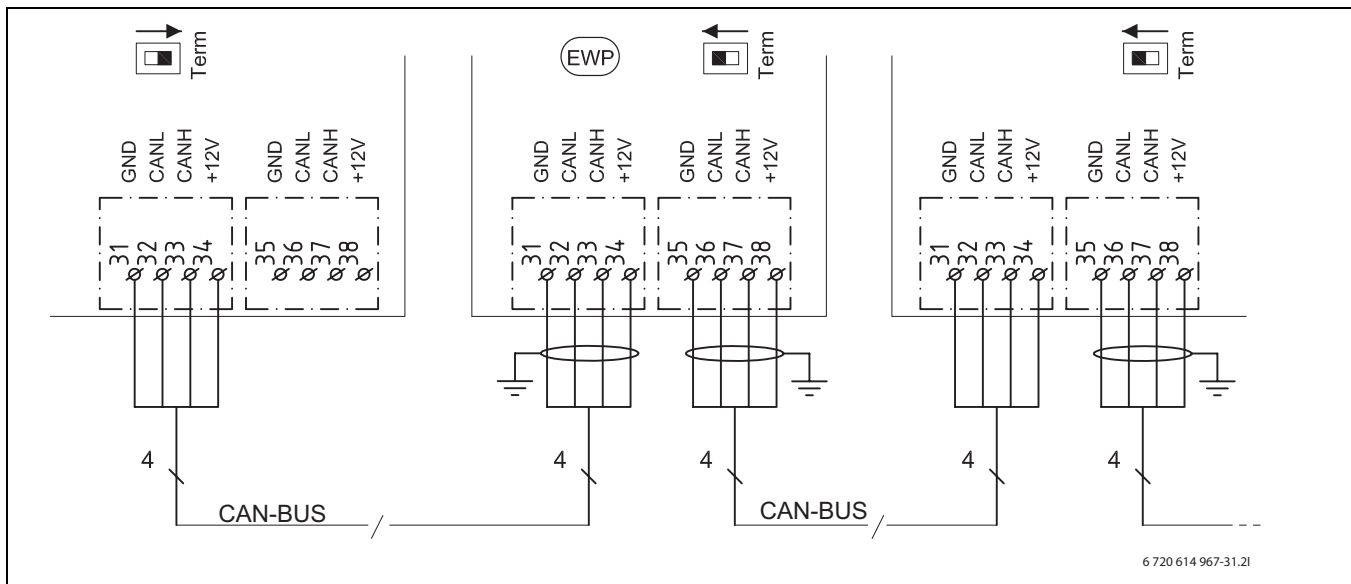 Term
EWP
Term
Term
GND CANL CANH +12V
GND CANL CANH +12V
GND CANL CANH +12V
GND CANL CANH +12V
GND CANL CANH +12V
GND CANL CANH +12V
31 32 33 34
35 36 37 38
31 32 33 34
35 36 37 38
31 32 33 34
35 36 37 38
4
4
4
4
4
CAN-BUS
CAN-BUS
6 720 614 967-31.2I